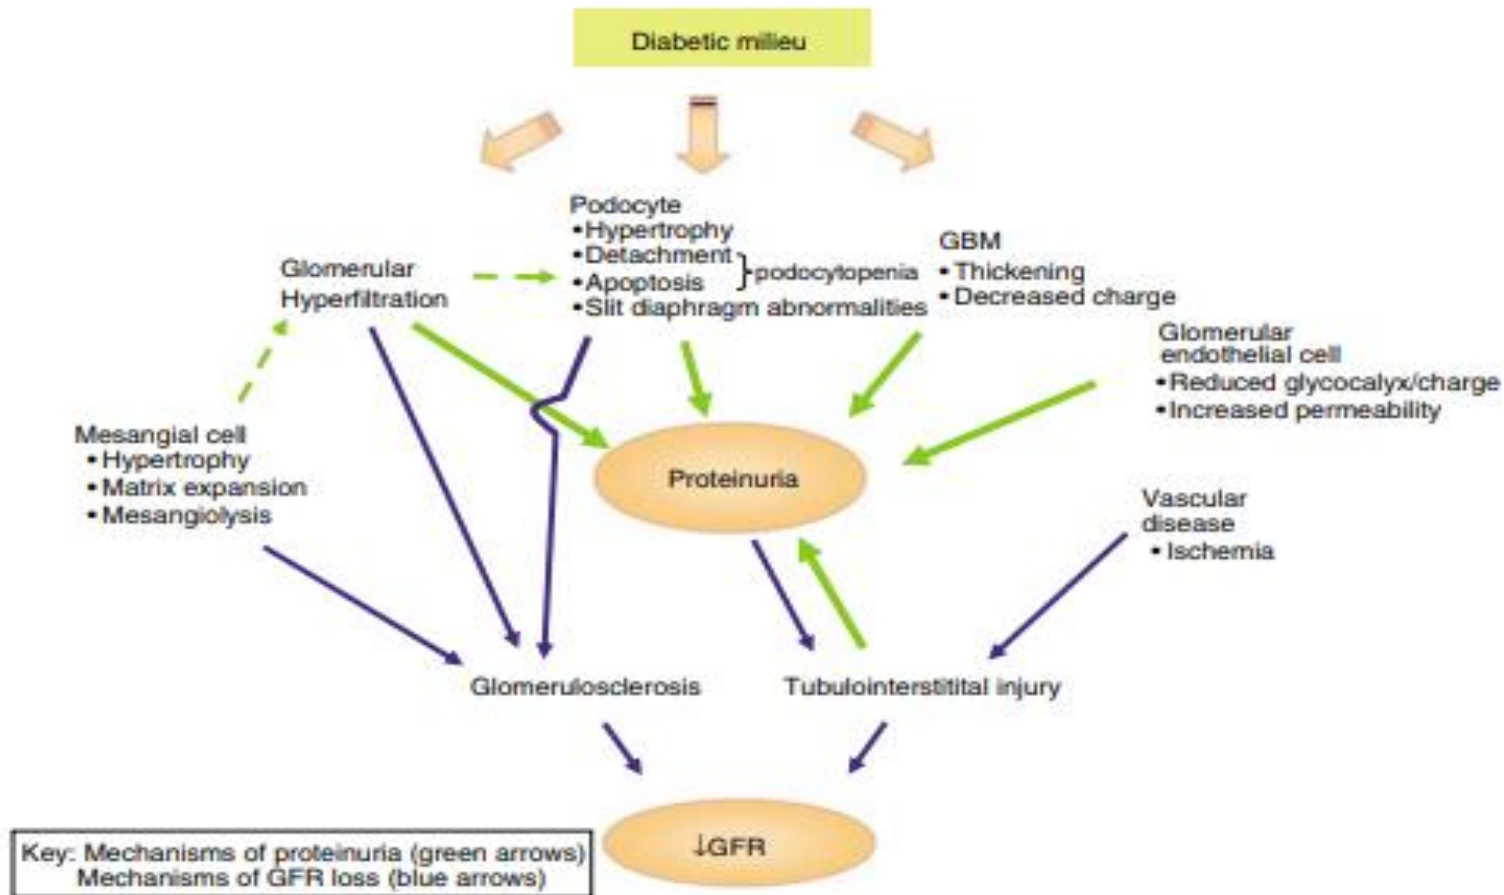 Diabetic milieu
Podocyte
•Hypertrophy
•Detachment
•Apoptosis
podocytopenia
•Slit diaphragm abnormalities
GBM
•Thickening
•Decreased charge
Glomerular
Hyperfiltration
Glomerular
endothelial cell
•Reduced glycocalyx/charge
•Increased permeability
Mesangial cell
•Hypertrophy
•Matrix expansion
•Mesangiolysis
Proteinuria
Vascular
disease
•Ischemia
Glomerulosclerosis
Tubulointerstitital injury
↓GFR
Key: Mechanisms of proteinuria (green arrows)
Mechanisms of GFR loss (blue arrows)